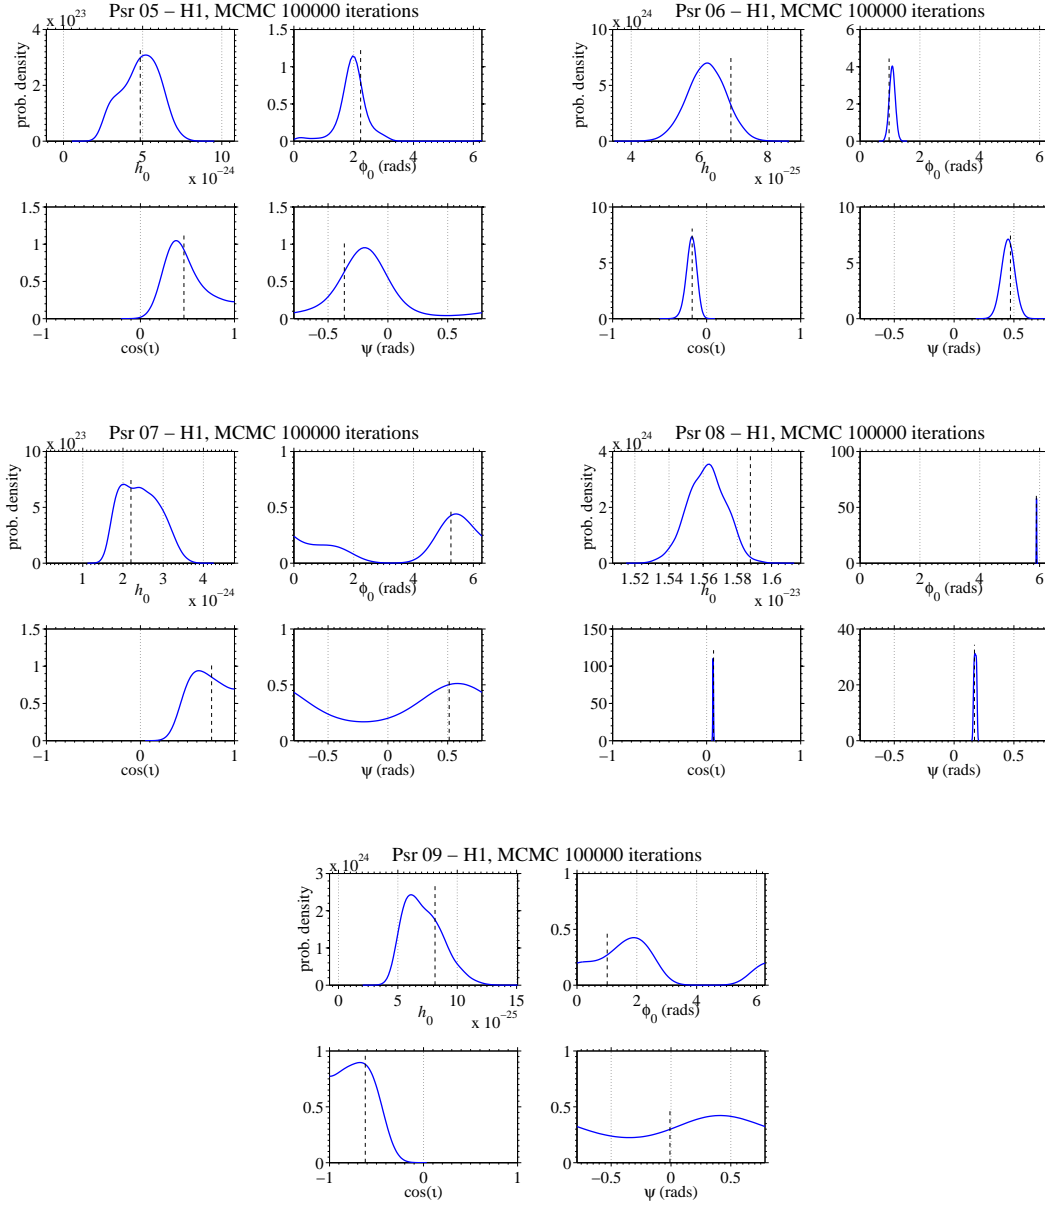 Psr 05 − H1, MCMC 100000 iterations
x 10^23
prob. density
4
2
0
0 5 10
h_0
x 10^−24
1.5
1
0.5
0
0 2 4 6
ϕ_0 (rads)
1.5
1
0.5
0
−1 0 1
cos(ι)
1.5
1
0.5
0
−0.5 0 0.5
ψ (rads)
Psr 06 − H1, MCMC 100000 iterations
x 10^24
prob. density
10
5
0
4 6 8
h_0
x 10^−25
6
4
2
0
0 2 4 6
ϕ_0 (rads)
10
5
0
−1 0 1
cos(ι)
10
5
0
−0.5 0 0.5
ψ (rads)
Psr 07 − H1, MCMC 100000 iterations
x 10^23
prob. density
10
5
0
1 2 3 4
h_0
x 10^−24
1
0.5
0
0 2 4 6
ϕ_0 (rads)
1.5
1
0.5
0
−1 0 1
cos(ι)
1
0.5
0
−0.5 0 0.5
ψ (rads)
Psr 08 − H1, MCMC 100000 iterations
x 10^24
prob. density
4
2
0
1.52 1.54 1.56 1.58 1.6
h_0
x 10^−23
100
50
0
0 2 4 6
ϕ_0 (rads)
150
100
50
0
−1 0 1
cos(ι)
40
20
0
−0.5 0 0.5
ψ (rads)
Psr 09 − H1, MCMC 100000 iterations
x 10^24
prob. density
3
2
1
0
0 5 10 15
h_0
x 10^−25
1
0.5
0
0 2 4 6
ϕ_0 (rads)
1
0.5
0
−1 0 1
cos(ι)
1
0.5
0
−0.5 0 0.5
ψ (rads)